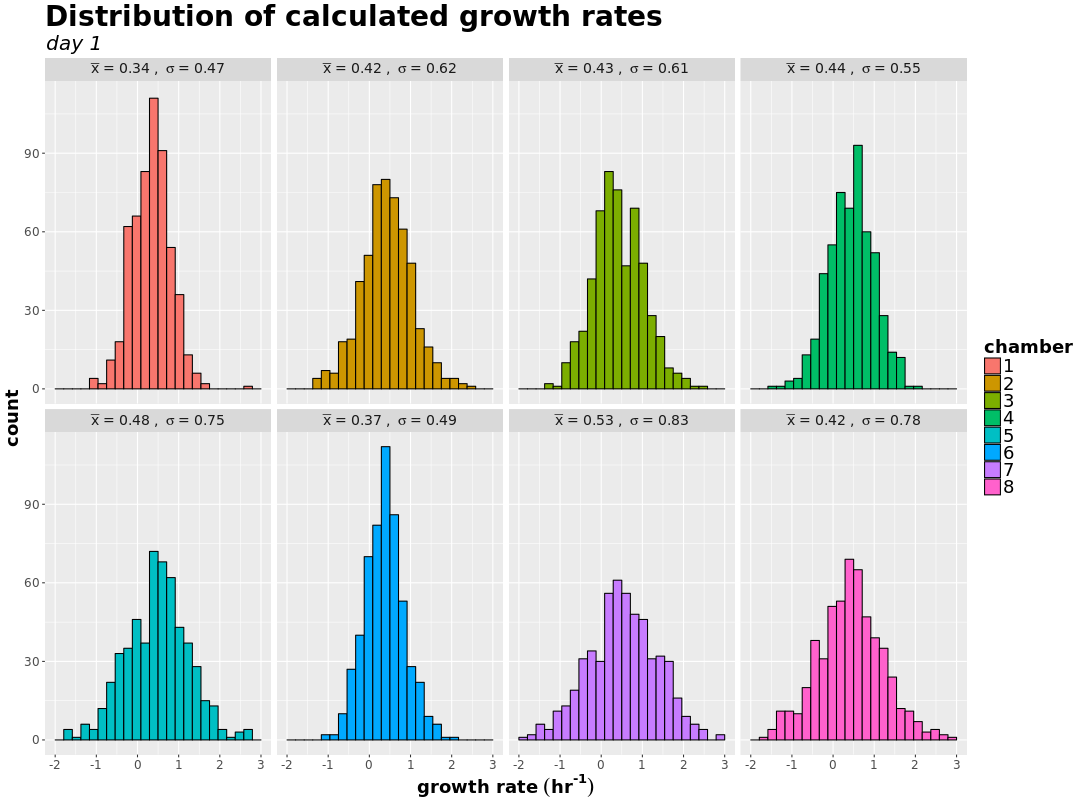 Distribution of calculated growth rates
day 1
x̅ = 0.34 , σ = 0.47
x̅ = 0.42 , σ = 0.62
x̅ = 0.43 , σ = 0.61
x̅ = 0.44 , σ = 0.55
90
60
30
0
x̅ = 0.48 , σ = 0.75
x̅ = 0.37 , σ = 0.49
x̅ = 0.53 , σ = 0.83
x̅ = 0.42 , σ = 0.78
90
60
30
0
-2 -1 0 1 2 3
-2 -1 0 1 2 3
-2 -1 0 1 2 3
-2 -1 0 1 2 3
count
growth rate (hr⁻¹)
chamber
1
2
3
4
5
6
7
8